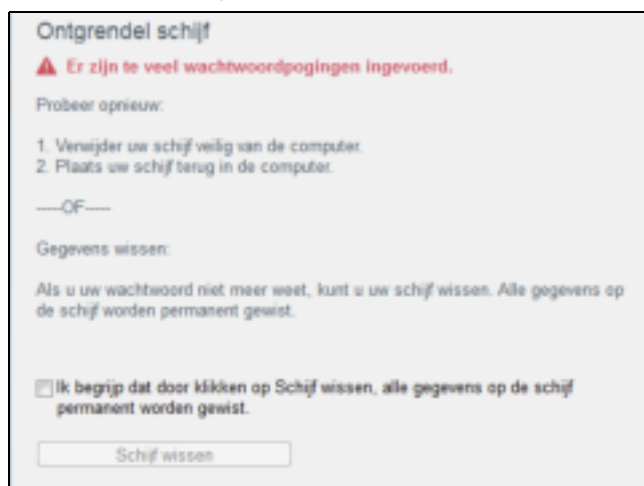 Ontgrendel schijf
Er zijn te veel wachtwoordpogingen ingevoerd.
Probeer opnieuw:
1. Verwijder uw schijf veilig van de computer.
2. Plaats uw schijf terug in de computer.
-----OF-----
Gegevens wissen:
Als u uw wachtwoord niet meer weet, kunt u uw schijf wissen. Alle gegevens op
de schijf worden permanent gewist.
Ik begrijp dat door klikken op Schijf wissen, alle gegevens op de schijf
permanent worden gewist.
Schijf wissen